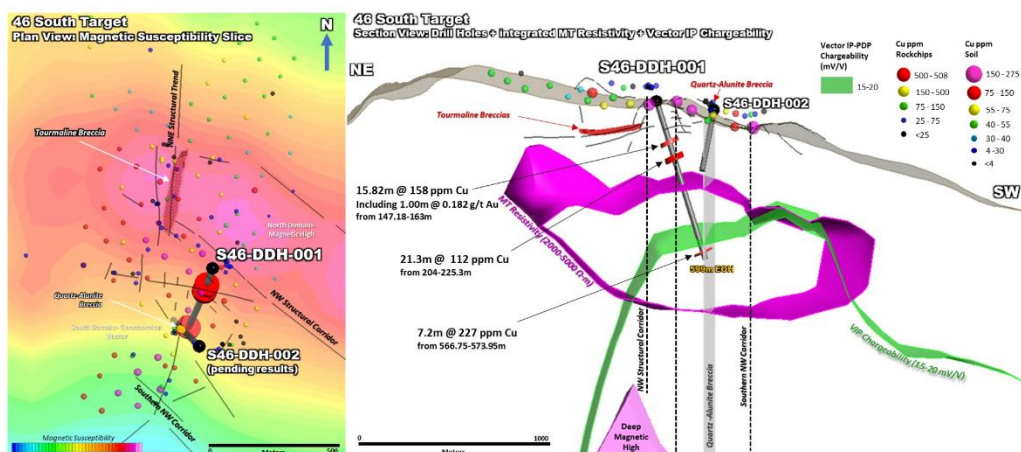 46 South Target
Plan View: Magnetic Susceptibility Slice
N
NNE Structural Trend
Tourmaline Breccia
North Domain-
Magnetic High
S46-DDH-001
NW Structural Corridor
Quartz-Alunite
Breccia
South Domain- Geochemical
Vector
S46-DDH-002
(pending results)
Southern NW Corridor
Magnetic Susceptibility
Meters
500
46 South Target
Section View: Drill Holes + integrated MT Resistivity + Vector IP Chargeability
NE
S46-DDH-001
Quartz-Alunite Breccia
S46-DDH-002
Tourmaline Breccias
SW
15.82m @ 158 ppm Cu
Including 1.00m @ 0.182 g/t Au
from 147.18-163m
MT Resistivity (2000-5000 Ω-m)
21.3m @ 112 ppm Cu
from 204-225.3m
599m EOH
7.2m @ 227 ppm Cu
from 566.75-573.95m
NW Structural Corridor
Quartz -Alunite Breccia
Southern NW Corridor
VIP Chargeability (15-20 mV/V)
Deep
Magnetic
High
0
1000
Meters
Vector IP-PDP
Chargeability
(mV/V)
15-20
Cu ppm
Rockchips
500-508
150-500
75-150
25-75
<25
Cu ppm
Soil
150-275
75-150
55-75
40-55
30-40
4-30
<4